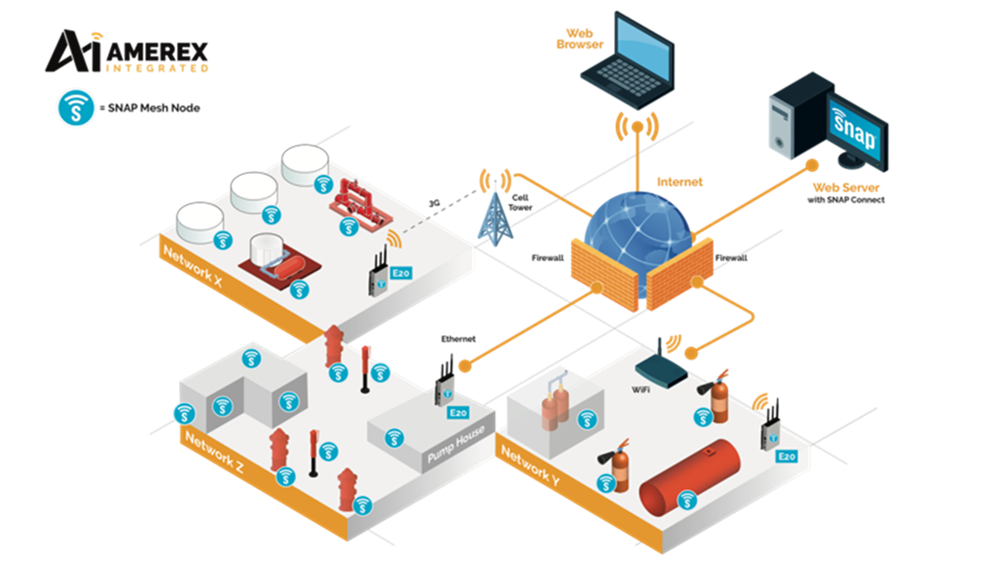 Ai AMEREX
INTEGRATED
S = SNAP Mesh Node
Web
Browser
snap
Internet
Web Server
with SNAP Connect
3G
Cell
Tower
Firewall
Firewall
E20
Network X
Ethernet
E20
Pump House
Network Z
WiFi
E20
Network Y